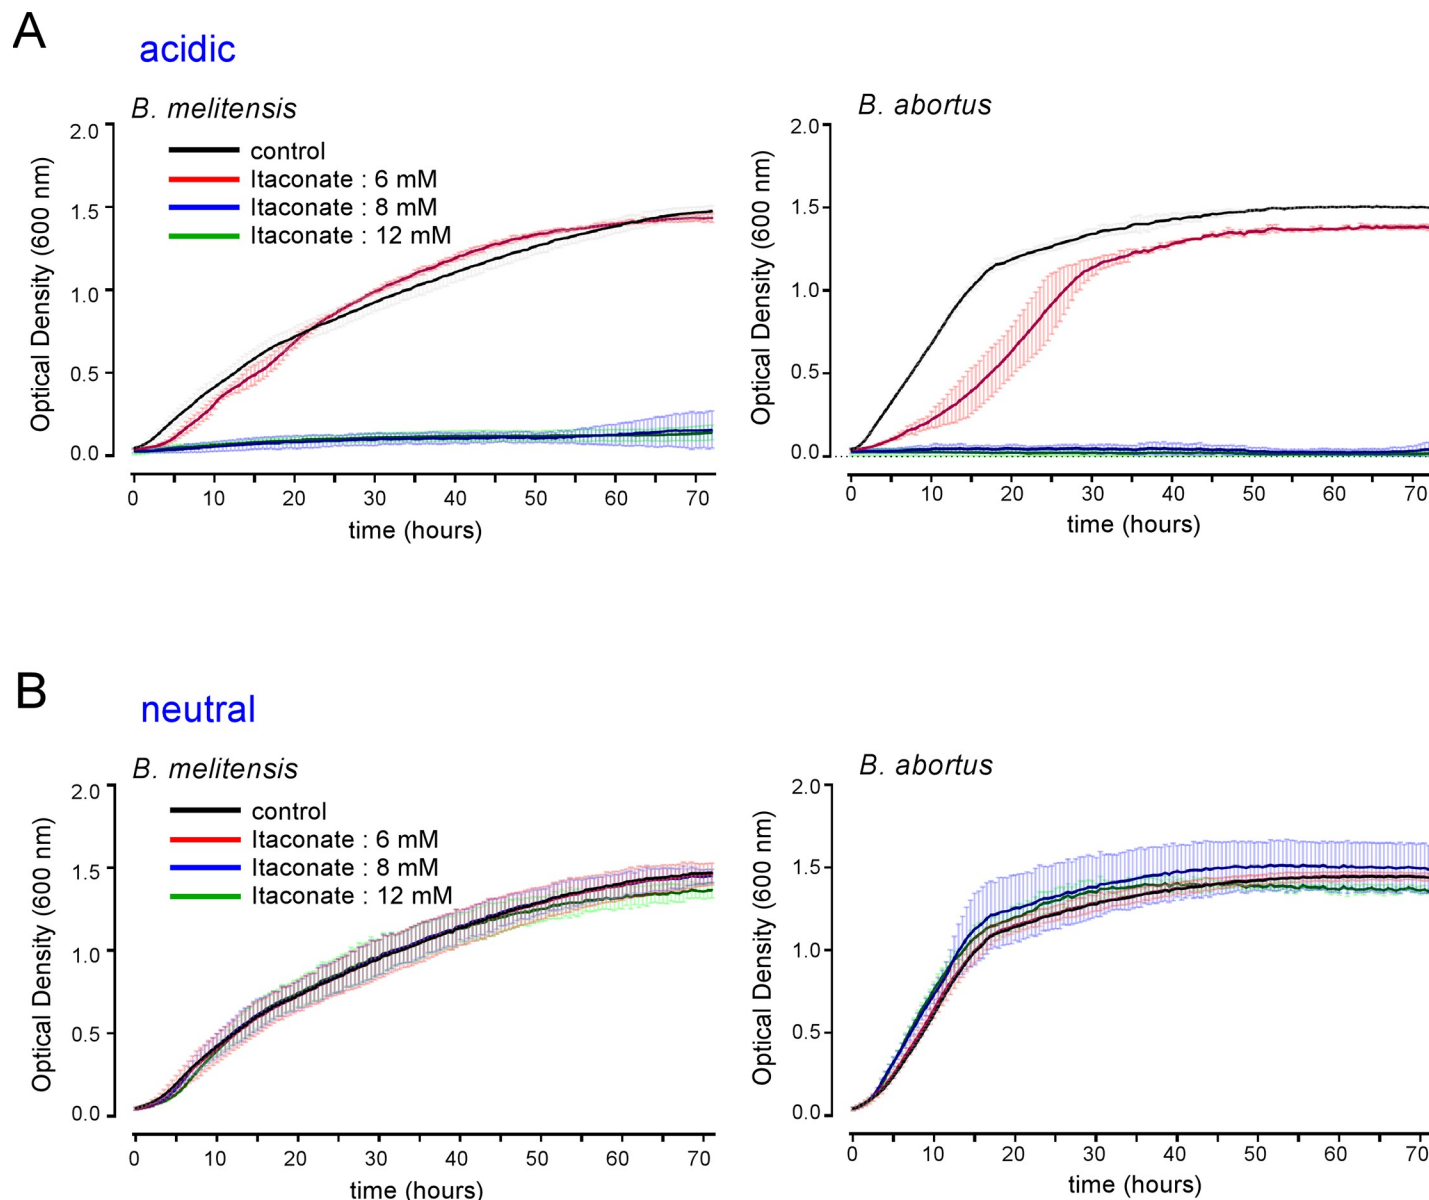 A
acidic
B. melitensis
control
Itaconate : 6 mM
Itaconate : 8 mM
Itaconate : 12 mM
Optical Density (600 nm)
2.0
1.5
1.0
0.5
0.0
0 10 20 30 40 50 60 70
time (hours)
B. abortus
Optical Density (600 nm)
2.0
1.5
1.0
0.5
0.0
0 10 20 30 40 50 60 70
time (hours)
B
neutral
B. melitensis
control
Itaconate : 6 mM
Itaconate : 8 mM
Itaconate : 12 mM
Optical Density (600 nm)
2.0
1.5
1.0
0.5
0.0
0 10 20 30 40 50 60 70
time (hours)
B. abortus
Optical Density (600 nm)
2.0
1.5
1.0
0.5
0.0
0 10 20 30 40 50 60 70
time (hours)